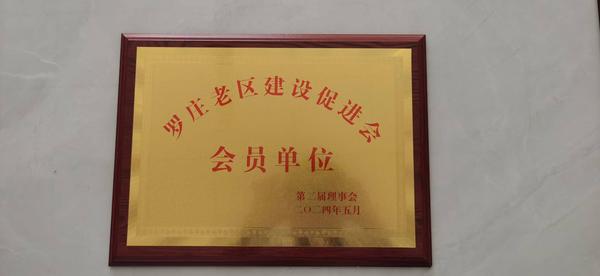 罗庄老区建设促进会
会员单位
第二届理事会
二〇二四年五月